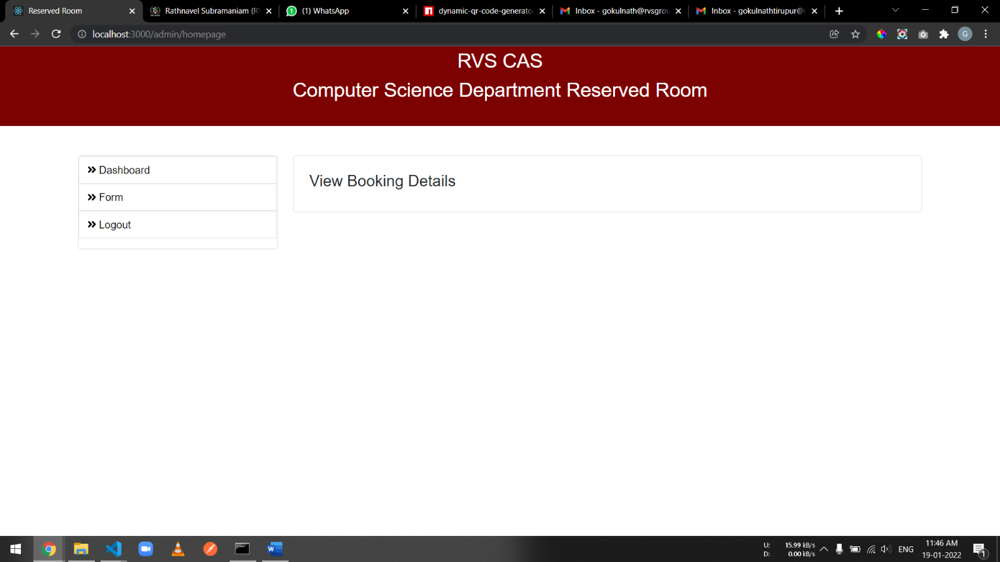 Reserved Room
Rathnavel Subramaniam (R
(1) WhatsApp
dynamic-qr-code-generato
Inbox - gokulnath@rvsgrou
Inbox - gokulnathtirupur@
localhost:3000/admin/homepage
G
RVS CAS
Computer Science Department Reserved Room
Dashboard
Form
Logout
View Booking Details
U: 15.99 kB/s
D: 0.00 kB/s
ENG
11:46 AM
19-01-2022
1